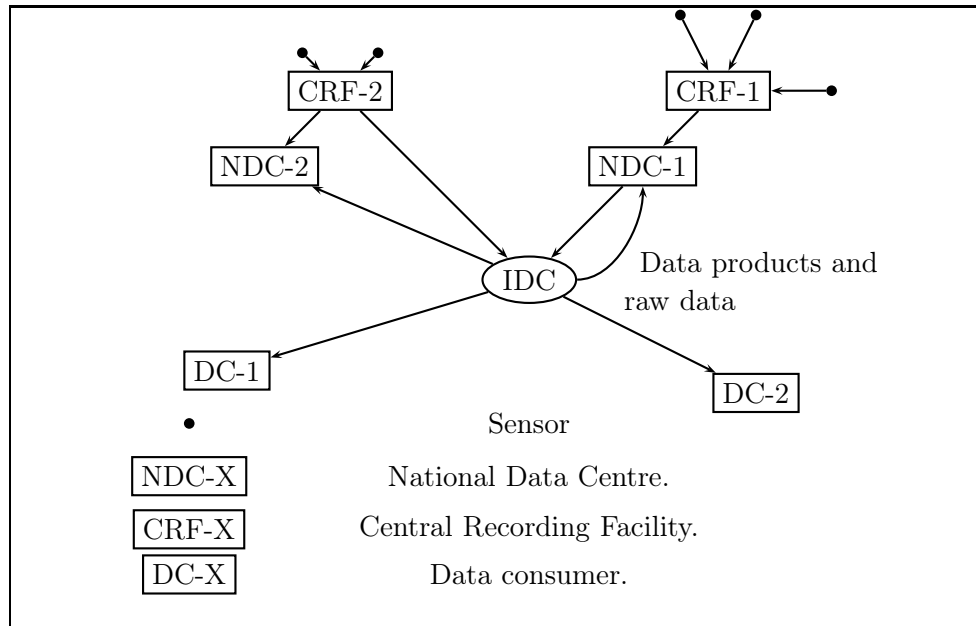 CRF-2
CRF-1
NDC-2
NDC-1
IDC
Data products and
raw data
DC-1
DC-2
Sensor
NDC-X National Data Centre.
CRF-X Central Recording Facility.
DC-X Data consumer.